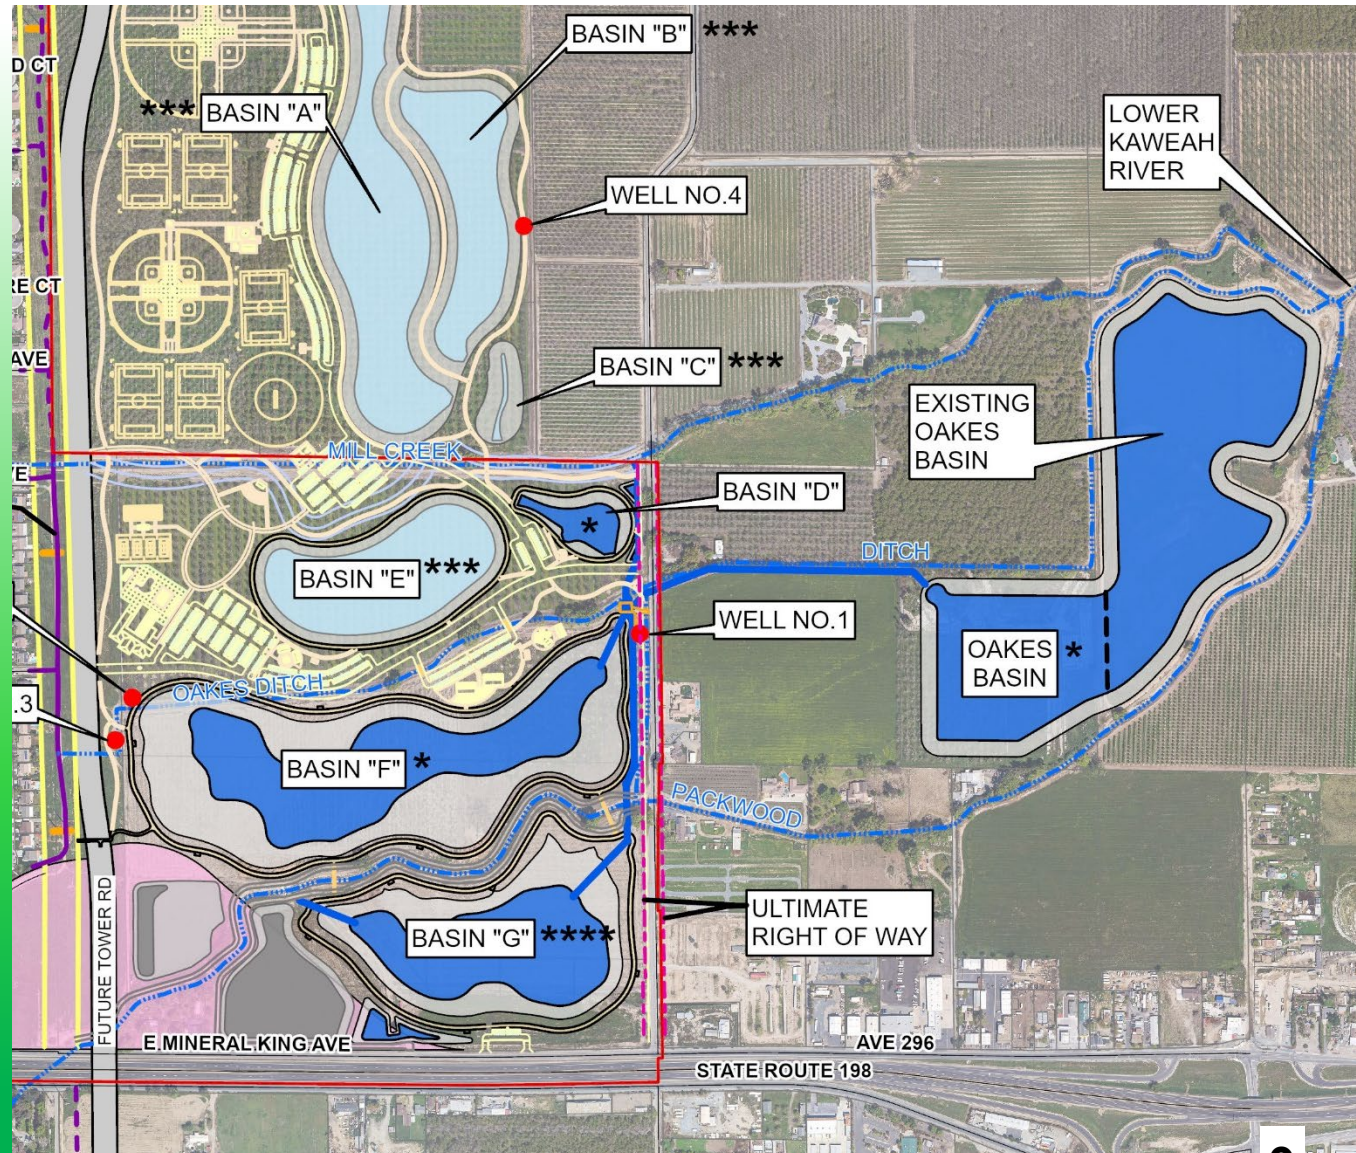 BASIN "B" ***
D CT
*** BASIN "A"
LOWER
KAWEAH
RIVER
WELL NO.4
RE CT
AVE
BASIN "C" ***
EXISTING
OAKES
BASIN
MILL CREEK
E
BASIN "D"
*
BASIN "E" ***
DITCH
WELL NO.1
OAKES
BASIN *
OAKES DITCH
.3
BASIN "F" *
PACKWOOD
ULTIMATE
RIGHT OF WAY
BASIN "G" ****
FUTURE TOWER RD
E MINERAL KING AVE
AVE 296
STATE ROUTE 198